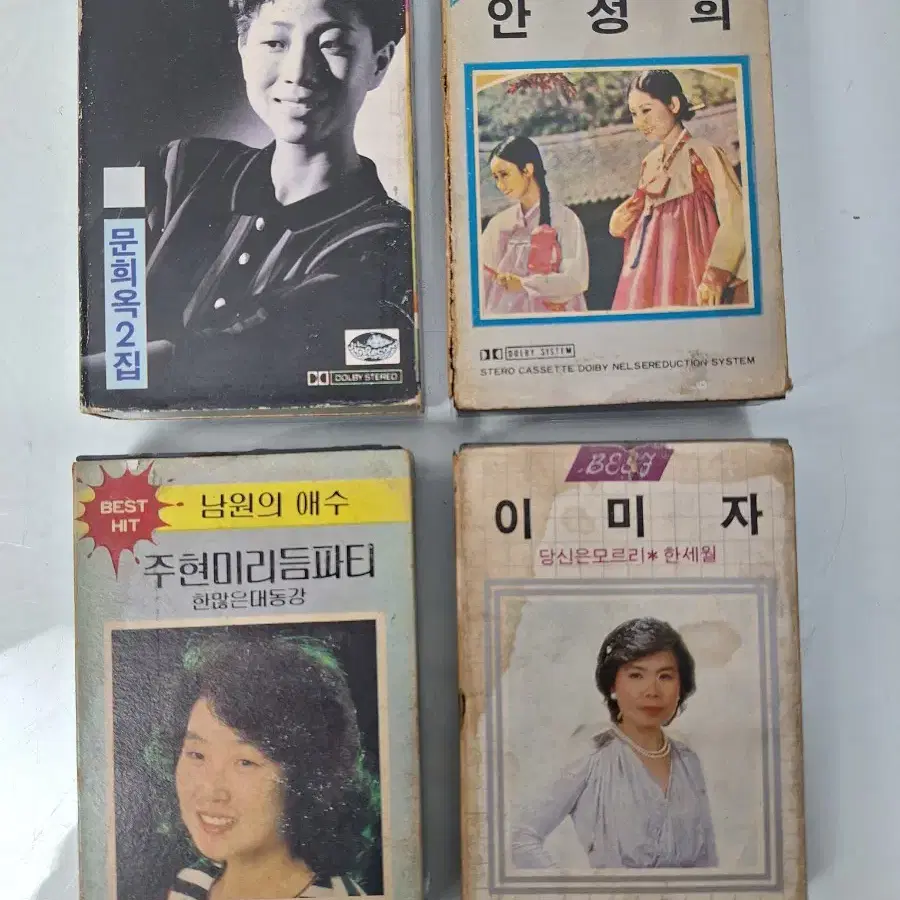 문희옥2집
DOLBY STEREO
안성희
DOLBY SYSTEM
STERO CASSETTE DOIBY NELSEREDUCTION SYSTEM
BEST
HIT
남원의 애수
주현미리듬파티
한많은대동강
BEST
이미자
당신은모르리*한세월